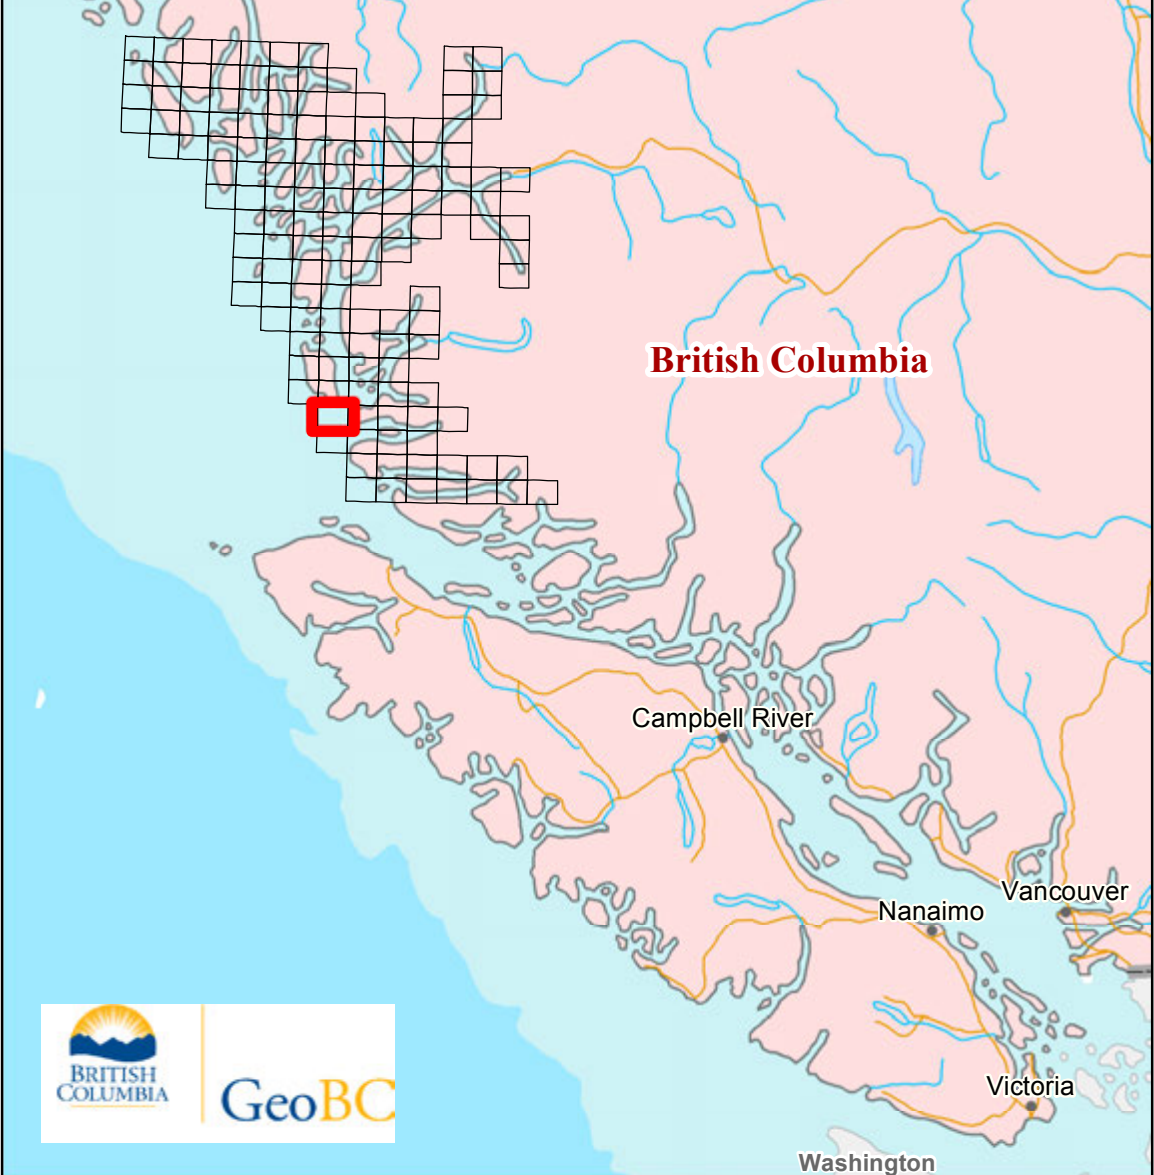 British Columbia
Campbell River
Vancouver
Nanaimo
BRITISH
COLUMBIA
GeoBC
Victoria
Washington